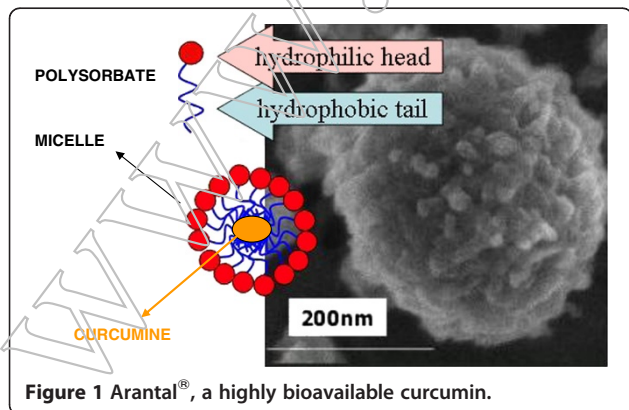 hydrophilic head
POLYSORBATE
hydrophobic tail
MICELLE
200nm
CURCUMINE
Figure 1 Arantal®, a highly bioavailable curcumin.